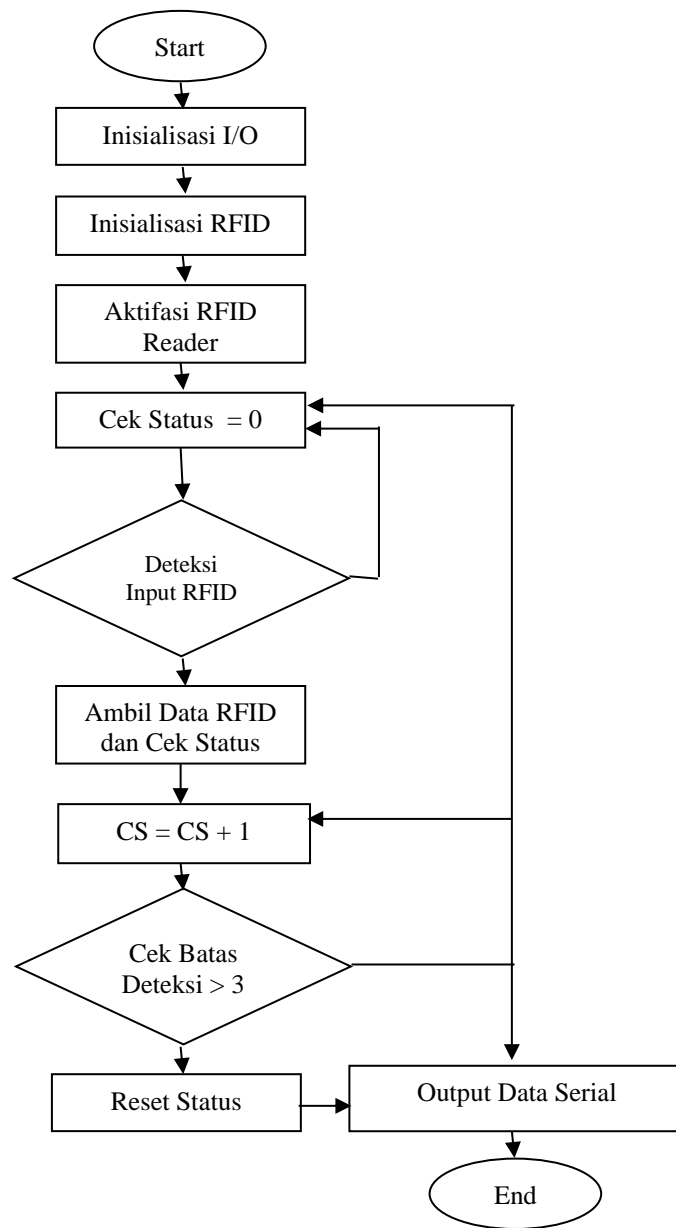 Start
Inisialisasi I/O
Inisialisasi RFID
Aktifasi RFID
Reader
Cek Status = 0
Deteksi
Input RFID
Ambil Data RFID
dan Cek Status
CS = CS + 1
Cek Batas
Deteksi > 3
Reset Status
Output Data Serial
End